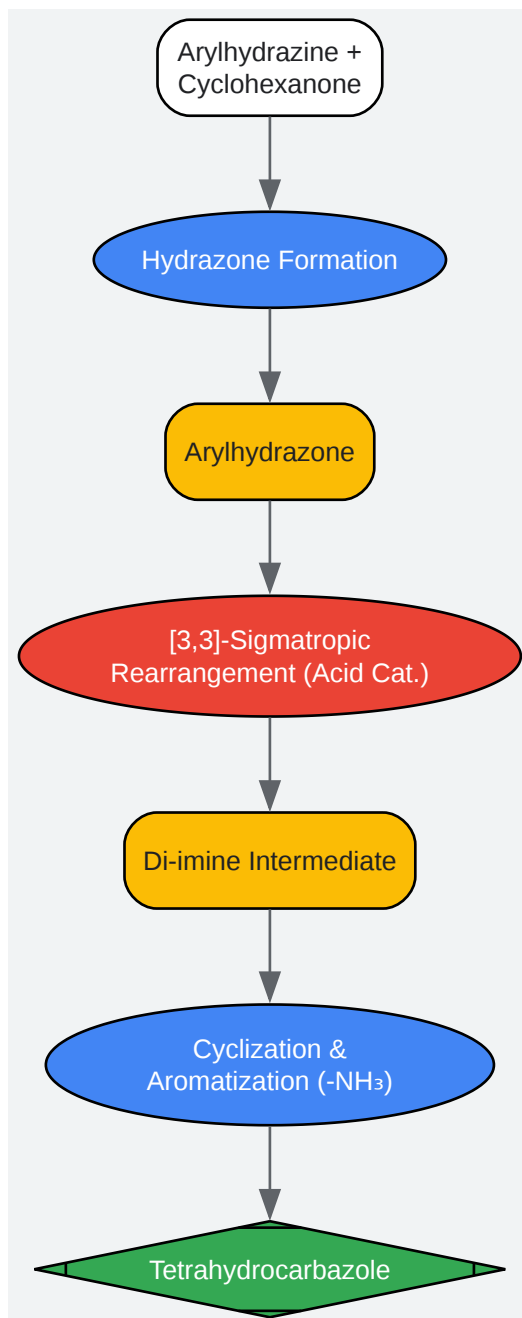 Arylhydrazine +
Cyclohexanone
Hydrazone Formation
Arylhydrazone
[3,3]-Sigmatropic
Rearrangement (Acid Cat.)
Di-imine Intermediate
Cyclization &
Aromatization (-NH₃)
Tetrahydrocarbazole